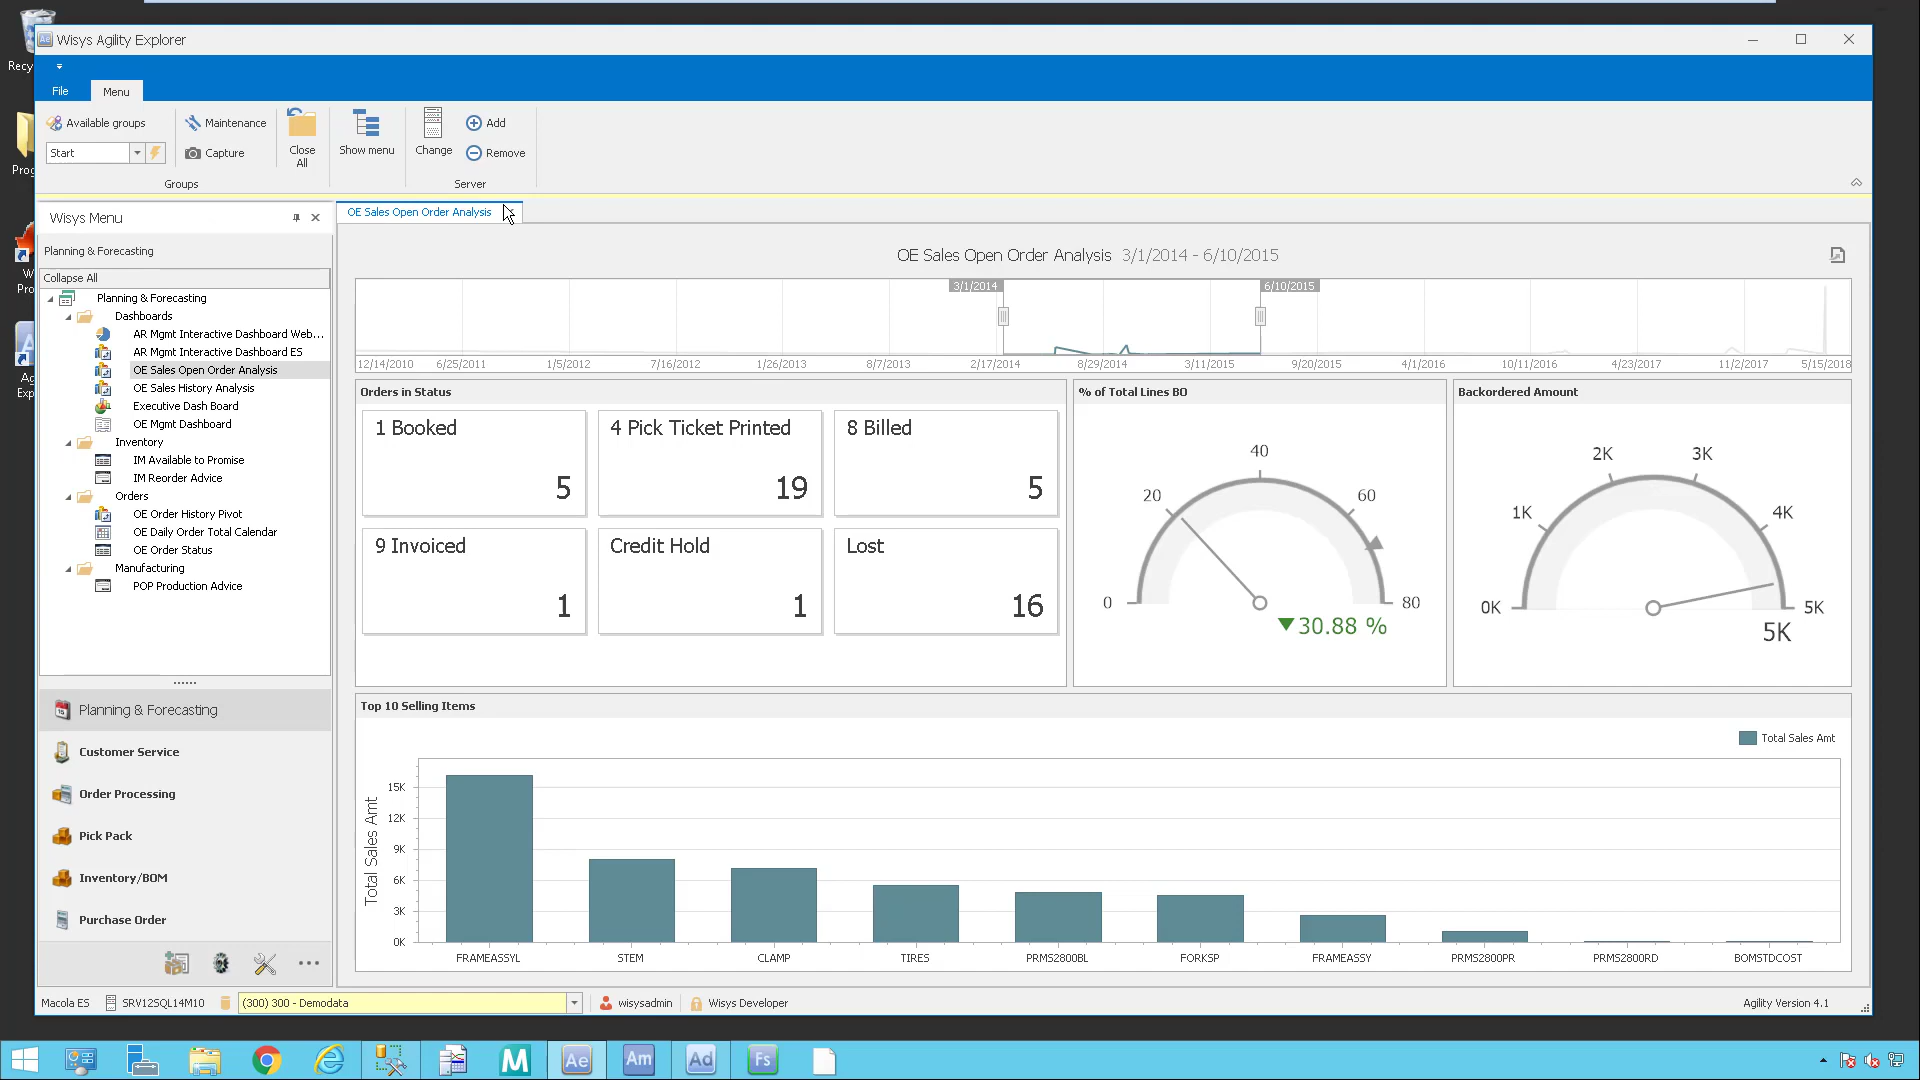 Wisys Agility Explorer
Recy
File
Menu
Available groups
Maintenance
Add
Start
Capture
Close All
Show menu
Change
Remove
Groups
Server
Prog
Wisys Menu
OE Sales Open Order Analysis
Planning & Forecasting
OE Sales Open Order Analysis 3/1/2014 - 6/10/2015
Collapse All
3/1/2014
6/10/2015
12/14/2010 6/25/2011 1/5/2012 7/16/2012 1/26/2013 8/7/2013 2/17/2014 8/29/2014 3/11/2015 9/20/2015 4/1/2016 10/11/2016 4/23/2017 11/2/2017 5/15/2018
Planning & Forecasting
Dashboards
AR Mgmt Interactive Dashboard Web...
AR Mgmt Interactive Dashboard ES
OE Sales Open Order Analysis
OE Sales History Analysis
Executive Dash Board
OE Mgmt Dashboard
Inventory
IM Available to Promise
IM Reorder Advice
Orders
OE Order History Pivot
OE Daily Order Total Calendar
OE Order Status
Manufacturing
POP Production Advice
W
Pro
Ag
Exp
Orders in Status
1 Booked
5
4 Pick Ticket Printed
19
8 Billed
5
9 Invoiced
1
Credit Hold
1
Lost
16
% of Total Lines BO
0
20
40
60
80
30.88 %
Backordered Amount
0K
1K
2K
3K
4K
5K
5K
Planning & Forecasting
Customer Service
Order Processing
Pick Pack
Inventory/BOM
Purchase Order
Top 10 Selling Items
Total Sales Amt
Total Sales Amt
15K
12K
9K
6K
3K
0K
FRAMEASSYL STEM CLAMP TIRES PRMS2800BL FORKSP FRAMEASSY PRMS2800PR PRMS2800RD BOMSTDCOST
Macola ES
SRV12SQL14M10
(300) 300 - Demodata
wisysadmin
Wisys Developer
Agility Version 4.1
Ae
Am
Ad
Fs